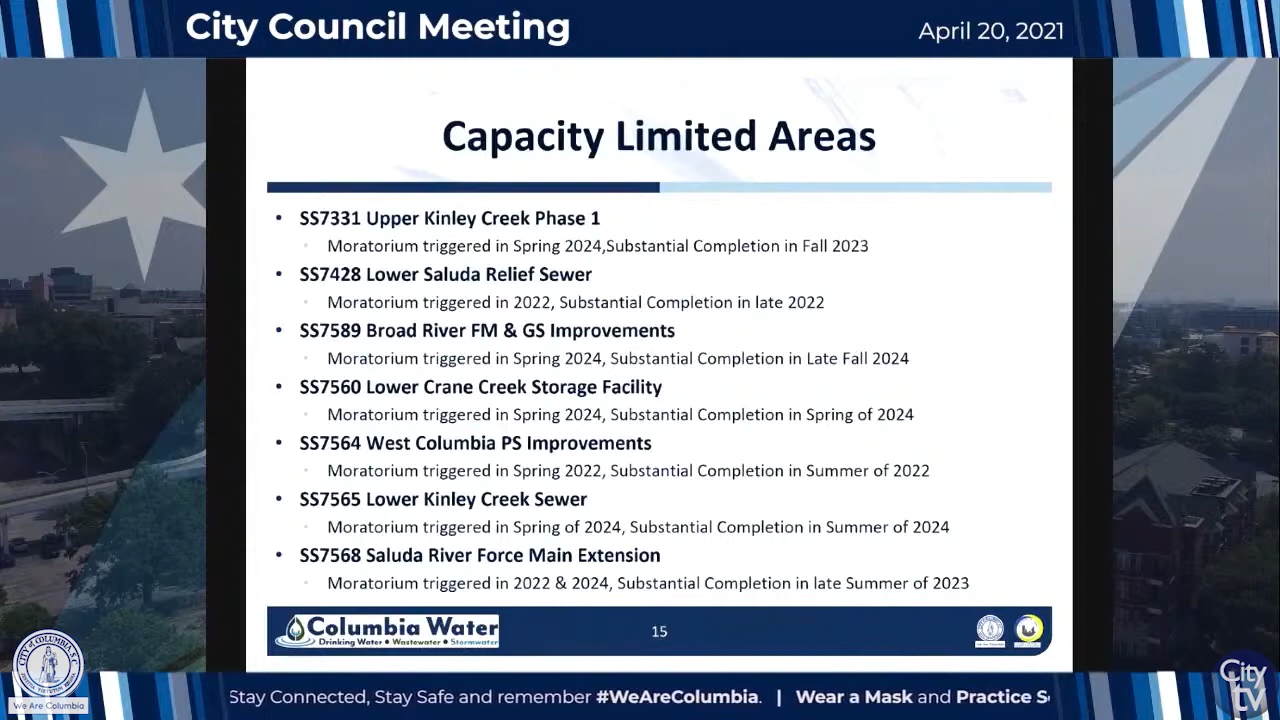 City Council Meeting
April 20, 2021
Capacity Limited Areas
• SS7331 Upper Kinley Creek Phase 1
Moratorium triggered in Spring 2024,Substantial Completion in Fall 2023
• SS7428 Lower Saluda Relief Sewer
Moratorium triggered in 2022, Substantial Completion in late 2022
• SS7589 Broad River FM & GS Improvements
Moratorium triggered in Spring 2024, Substantial Completion in Late Fall 2024
• SS7560 Lower Crane Creek Storage Facility
Moratorium triggered in Spring 2024, Substantial Completion in Spring of 2024
• SS7564 West Columbia PS Improvements
Moratorium triggered in Spring 2022, Substantial Completion in Summer of 2022
• SS7565 Lower Kinley Creek Sewer
Moratorium triggered in Spring of 2024, Substantial Completion in Summer of 2024
• SS7568 Saluda River Force Main Extension
Moratorium triggered in 2022 & 2024, Substantial Completion in late Summer of 2023
Columbia Water
Drinking Water • Wastewater • Stormwater
15
We Are Columbia
City
tv
Stay Connected, Stay Safe and remember #WeAreColumbia. | Wear a Mask and Practice